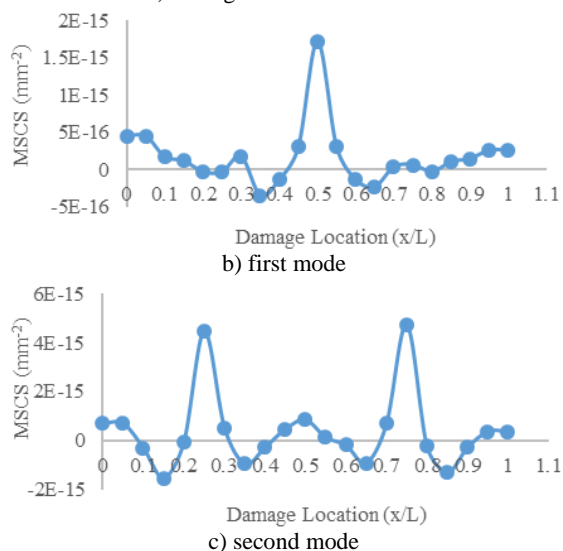 2E-15
1.5E-15
1E-15
5E-16
0
-5E-16
MSCS (mm-2)
0 0.1 0.2 0.3 0.4 0.5 0.6 0.7 0.8 0.9 1 1.1
Damage Location (x/L)
b) first mode
6E-15
4E-15
2E-15
0
-2E-15
MSCS (mm-2)
0 0.1 0.2 0.3 0.4 0.5 0.6 0.7 0.8 0.9 1 1.1
Damage Location (x/L)
c) second mode